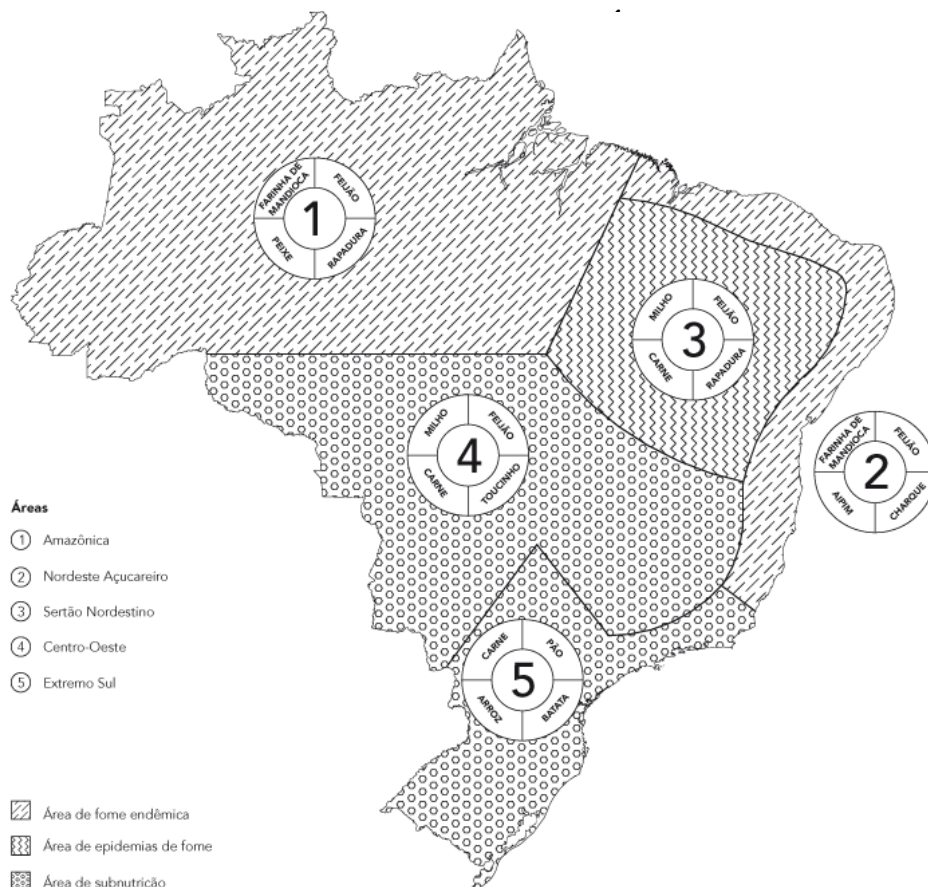 FARINHA DE
MANDIOCA
FEIJÃO
1
PEIXE
RAPADURA
MILHO
FEIJÃO
3
CARNE
RAPADURA
MILHO
FEIJÃO
4
CARNE
TOUCINHO
FARINHA DE
MANDIOCA
FEIJÃO
2
AIPIM
CHARQUE
CARNE
PÃO
5
ARROZ
BATATA
Áreas
1 Amazônica
2 Nordeste Açucareiro
3 Sertão Nordestino
4 Centro-Oeste
5 Extremo Sul
Área de fome endêmica
Área de epidemias de fome
Área de subnutrição